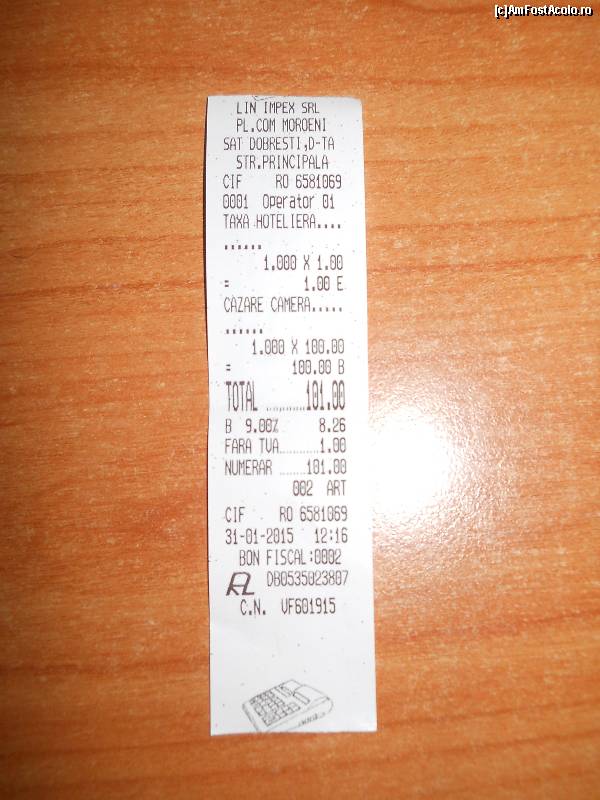 [c]AmFostAcolo.ro
LIN IMPEX SRL
PL.COM MOROENI
SAT DOBRESTI,D-TA
STR.PRINCIPALA
CIF RO 6581069
0001 Operator 01
TAXA HOTELIERA....
......
1.000 X 1.00
= 1.00 E
CAZARE CAMERA.....
......
1.000 X 100.00
= 100.00 B
TOTAL .......101.00
B 9.00% 8.26
FARA TVA.........1.00
NUMERAR ......101.00
002 ART
CIF RO 6581069
31-01-2015 12:16
BON FISCAL:0002
DB0535023807
C.N. VF601915